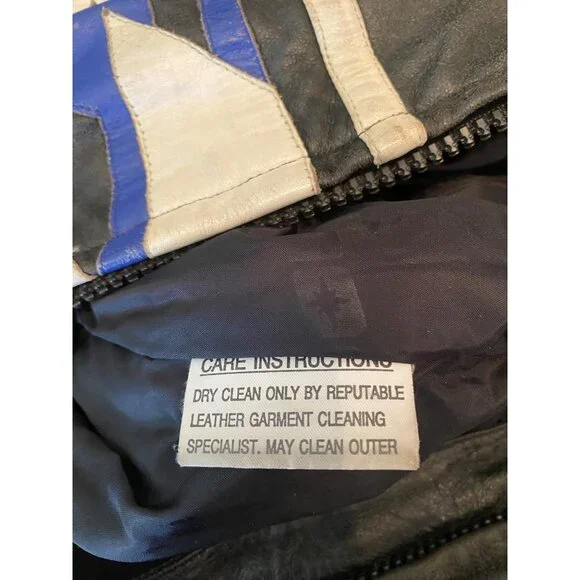 CARE INSTRUCTIONS
DRY CLEAN ONLY BY REPUTABLE
LEATHER GARMENT CLEANING
SPECIALIST. MAY CLEAN OUTER